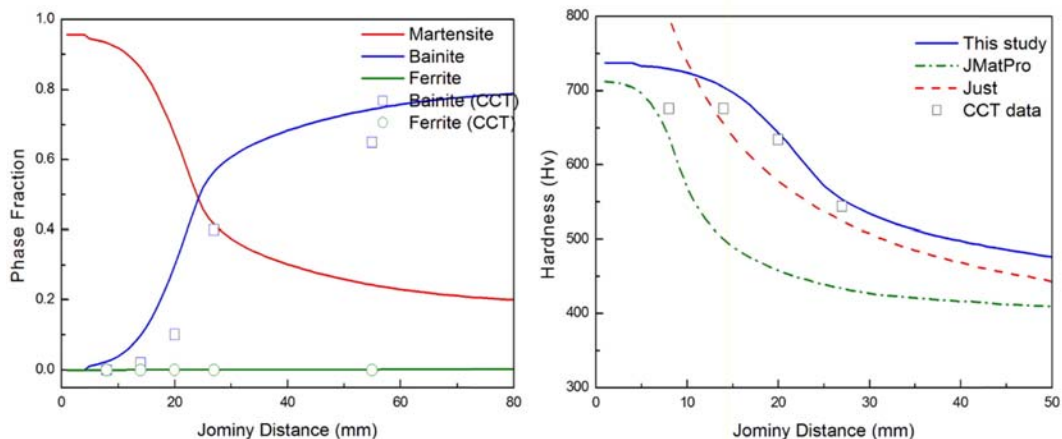 1.0
0.8
0.6
0.4
0.2
0.0
Phase Fraction
0
20
40
60
80
Jominy Distance (mm)
Martensite
Bainite
Ferrite
Bainite (CCT)
Ferrite (CCT)
800
700
600
500
400
300
Hardness (Hv)
0
10
20
30
40
50
Jominy Distance (mm)
This study
JMatPro
Just
CCT data